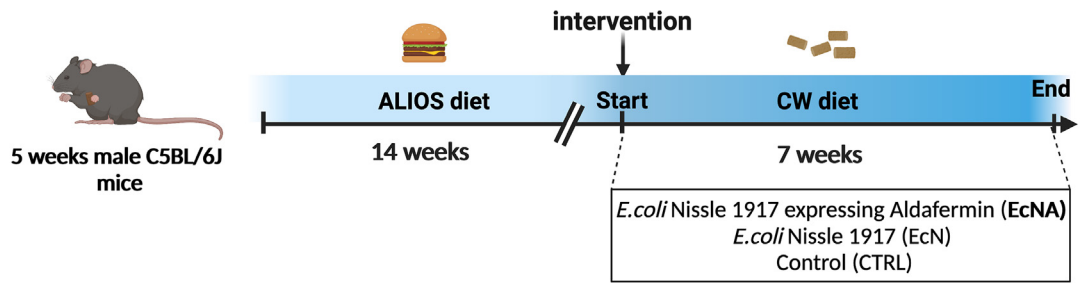 intervention
ALIOS diet
Start
CW diet
End
14 weeks
7 weeks
5 weeks male C5BL/6J
mice
E.coli Nissle 1917 expressing Aldafermin (EcNA)
E.coli Nissle 1917 (EcN)
Control (CTRL)